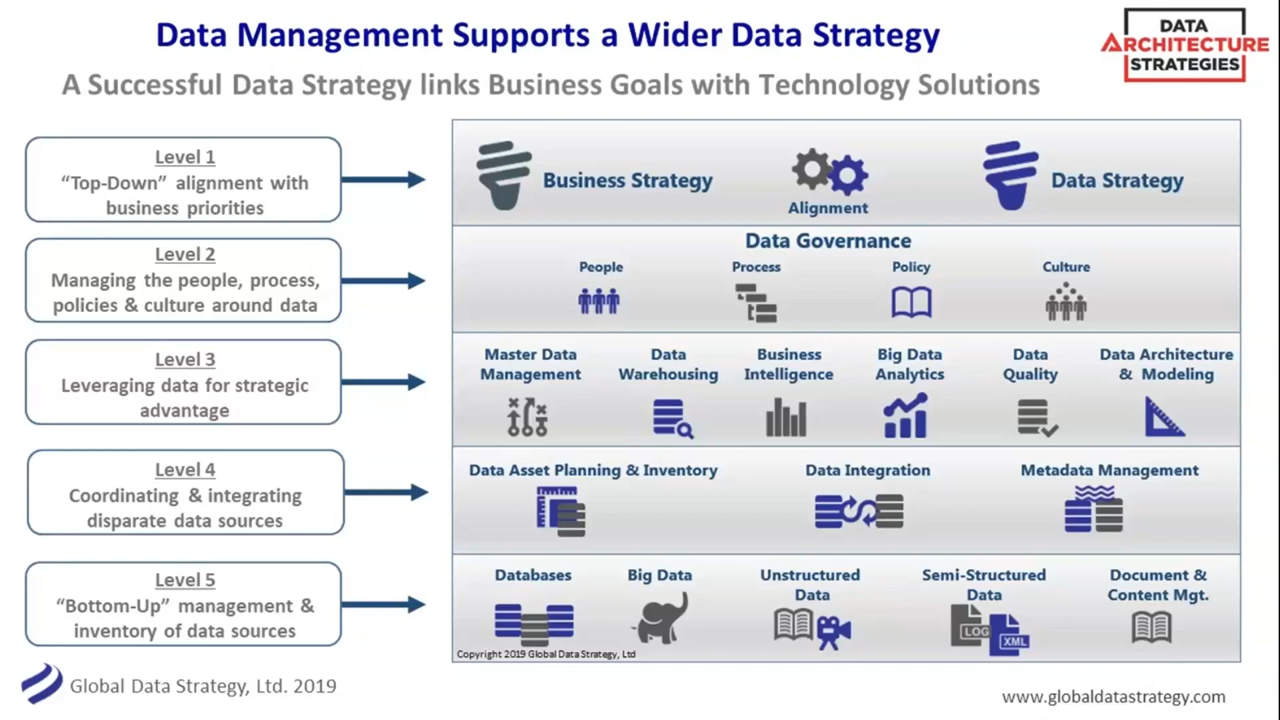 Data Management Supports a Wider Data Strategy
DATA
ARCHITECTURE
STRATEGIES
A Successful Data Strategy links Business Goals with Technology Solutions
Level 1
“Top-Down” alignment with
business priorities
Business Strategy
Alignment
Data Strategy
Level 2
Managing the people, process,
policies & culture around data
Data Governance
People
Process
Policy
Culture
Level 3
Leveraging data for strategic
advantage
Master Data
Management
Data
Warehousing
Business
Intelligence
Big Data
Analytics
Data
Quality
Data Architecture
& Modeling
Level 4
Coordinating & integrating
disparate data sources
Data Asset Planning & Inventory
Data Integration
Metadata Management
Level 5
“Bottom-Up” management &
inventory of data sources
Databases
Big Data
Unstructured
Data
Semi-Structured
Data
LOG
XML
Document &
Content Mgt.
Copyright 2019 Global Data Strategy, Ltd
Global Data Strategy, Ltd. 2019
www.globaldatastrategy.com